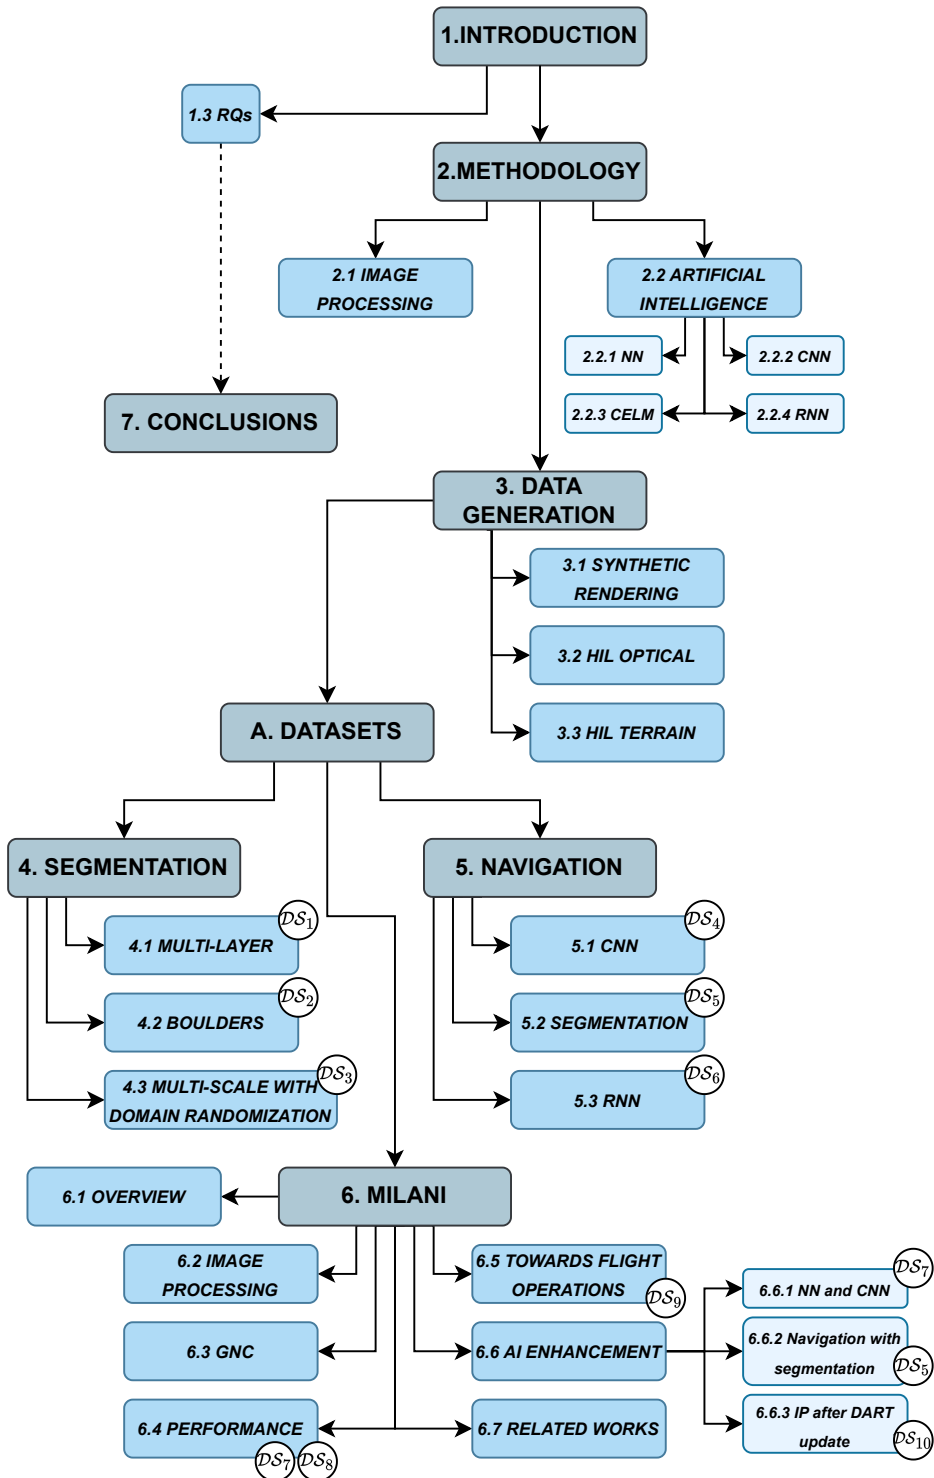 1.INTRODUCTION
1.3 RQs
2.METHODOLOGY
2.1 IMAGE
PROCESSING
2.2 ARTIFICIAL
INTELLIGENCE
2.2.1 NN
2.2.2 CNN
2.2.3 CELM
2.2.4 RNN
7. CONCLUSIONS
3. DATA
GENERATION
3.1 SYNTHETIC
RENDERING
3.2 HIL OPTICAL
3.3 HIL TERRAIN
A. DATASETS
4. SEGMENTATION
4.1 MULTI-LAYER
DS1
4.2 BOULDERS
DS2
4.3 MULTI-SCALE WITH
DOMAIN RANDOMIZATION
DS3
5. NAVIGATION
5.1 CNN
DS4
5.2 SEGMENTATION
DS5
5.3 RNN
DS6
6. MILANI
6.1 OVERVIEW
6.2 IMAGE
PROCESSING
6.3 GNC
6.4 PERFORMANCE
DS7
DS8
6.5 TOWARDS FLIGHT
OPERATIONS
DS9
6.6 AI ENHANCEMENT
6.7 RELATED WORKS
6.6.1 NN and CNN
DS7
6.6.2 Navigation with
segmentation
DS5
6.6.3 IP after DART
update
DS10